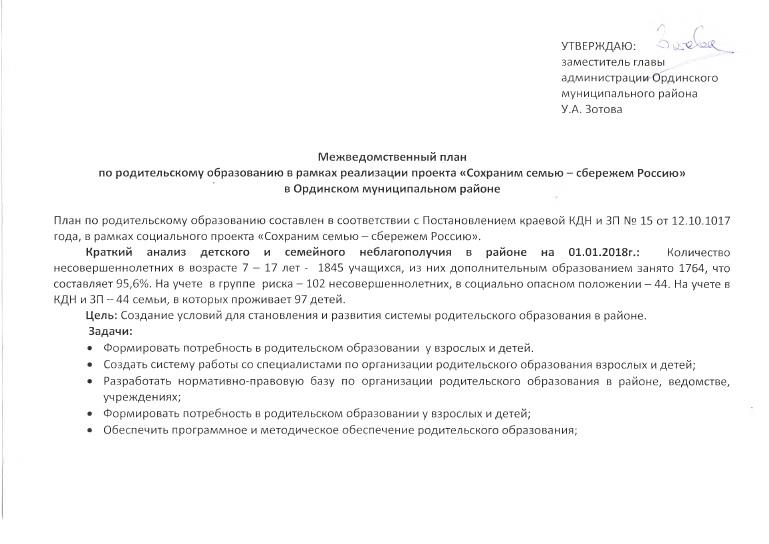 УТВЕРЖДАЮ:
заместитель главы
администрации Ординского
муниципального района
У.А. Зотова
Межведомственный план
по родительскому образованию в рамках реализации проекта «Сохраним семью – сбережем Россию»
в Ординском муниципальном районе
План по родительскому образованию составлен в соответствии с Постановлением краевой КДН и ЗП № 15 от 12.10.1017
года, в рамках социального проекта «Сохраним семью – сбережем Россию».
Краткий анализ детского и семейного неблагополучия в районе на 01.01.2018г.: Количество
несовершеннолетних в возрасте 7 – 17 лет - 1845 учащихся, из них дополнительным образованием занято 1764, что
составляет 95,6%. На учете в группе риска – 102 несовершеннолетних, в социально опасном положении – 44. На учете в
КДН и ЗП – 44 семьи, в которых проживает 97 детей.
Цель: Создание условий для становления и развития системы родительского образования в районе.
Задачи:
• Формировать потребность в родительском образовании у взрослых и детей.
• Создать систему работы со специалистами по организации родительского образования взрослых и детей;
• Разработать нормативно-правовую базу по организации родительского образования в районе, ведомстве,
учреждениях;
• Формировать потребность в родительском образовании у взрослых и детей;
• Обеспечить программное и методическое обеспечение родительского образования;